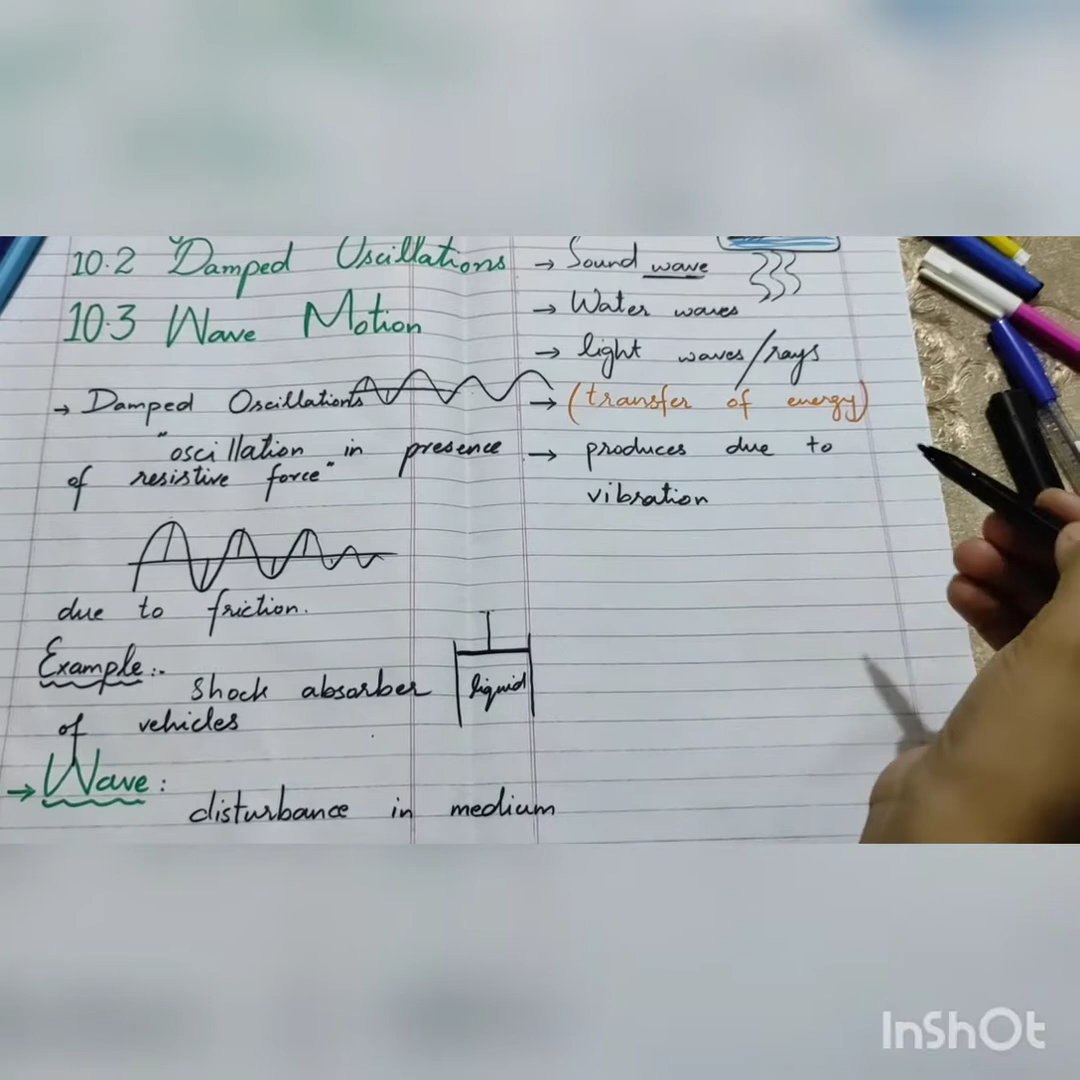 10.2 Damped Oscillations
10.3 Wave Motion
→ Damped Oscillations
"oscillation in presence
of resistive force"
due to friction.
Example:-
shock absorber
of vehicles
liquid
→ Wave:
disturbance in medium
→ Sound wave
→ Water waves
→ light waves/rays
→ (transfer of energy)
→ produces due to
vibration
InShOt